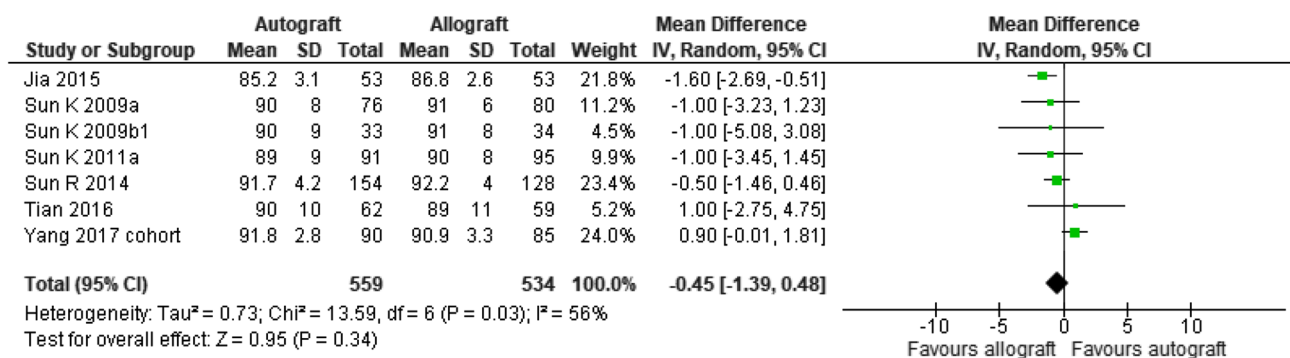 Autograft Allograft Mean Difference Mean Difference
Study or Subgroup Mean SD Total Mean SD Total Weight IV, Random, 95% CI IV, Random, 95% CI
Jia 2015 85.2 3.1 53 86.8 2.6 53 21.8% -1.60 [-2.69, -0.51]
Sun K 2009a 90 8 76 91 6 80 11.2% -1.00 [-3.23, 1.23]
Sun K 2009b1 90 9 33 91 8 34 4.5% -1.00 [-5.08, 3.08]
Sun K 2011a 89 9 91 90 8 95 9.9% -1.00 [-3.45, 1.45]
Sun R 2014 91.7 4.2 154 92.2 4 128 23.4% -0.50 [-1.46, 0.46]
Tian 2016 90 10 62 89 11 59 5.2% 1.00 [-2.75, 4.75]
Yang 2017 cohort 91.8 2.8 90 90.9 3.3 85 24.0% 0.90 [-0.01, 1.81]
Total (95% CI) 559 534 100.0% -0.45 [-1.39, 0.48]
Heterogeneity: Tau² = 0.73; Chi² = 13.59, df = 6 (P = 0.03); I² = 56%
Test for overall effect: Z = 0.95 (P = 0.34)
-10 -5 0 5 10
Favours allograft Favours autograft